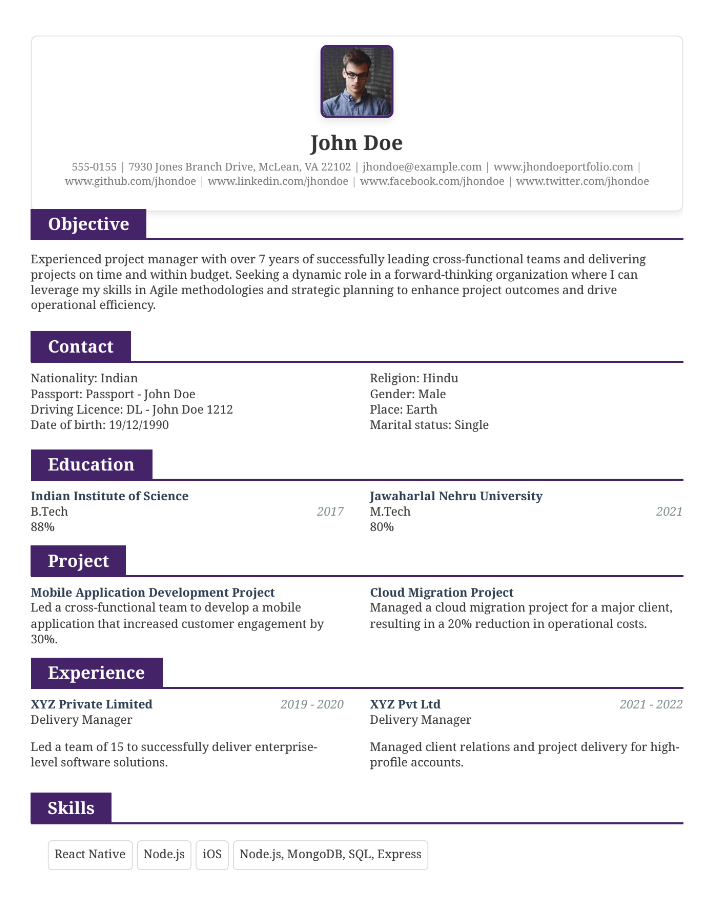 John Doe
555-0155 | 7930 Jones Branch Drive, McLean, VA 22102 | jhondoe@example.com | www.jhondoeportfolio.com |
www.github.com/jhondoe | www.linkedin.com/jhondoe | www.facebook.com/jhondoe | www.twitter.com/jhondoe
Objective
Experienced project manager with over 7 years of successfully leading cross-functional teams and delivering
projects on time and within budget. Seeking a dynamic role in a forward-thinking organization where I can
leverage my skills in Agile methodologies and strategic planning to enhance project outcomes and drive
operational efficiency.
Contact
Nationality: Indian
Passport: Passport - John Doe
Driving Licence: DL - John Doe 1212
Date of birth: 19/12/1990
Religion: Hindu
Gender: Male
Place: Earth
Marital status: Single
Education
Indian Institute of Science
B.Tech 2017
88%
Jawaharlal Nehru University
M.Tech 2021
80%
Project
Mobile Application Development Project
Led a cross-functional team to develop a mobile
application that increased customer engagement by
30%.
Cloud Migration Project
Managed a cloud migration project for a major client,
resulting in a 20% reduction in operational costs.
Experience
XYZ Private Limited 2019 - 2020
Delivery Manager
Led a team of 15 to successfully deliver enterprise-
level software solutions.
XYZ Pvt Ltd 2021 - 2022
Delivery Manager
Managed client relations and project delivery for high-
profile accounts.
Skills
React Native Node.js iOS Node.js, MongoDB, SQL, Express